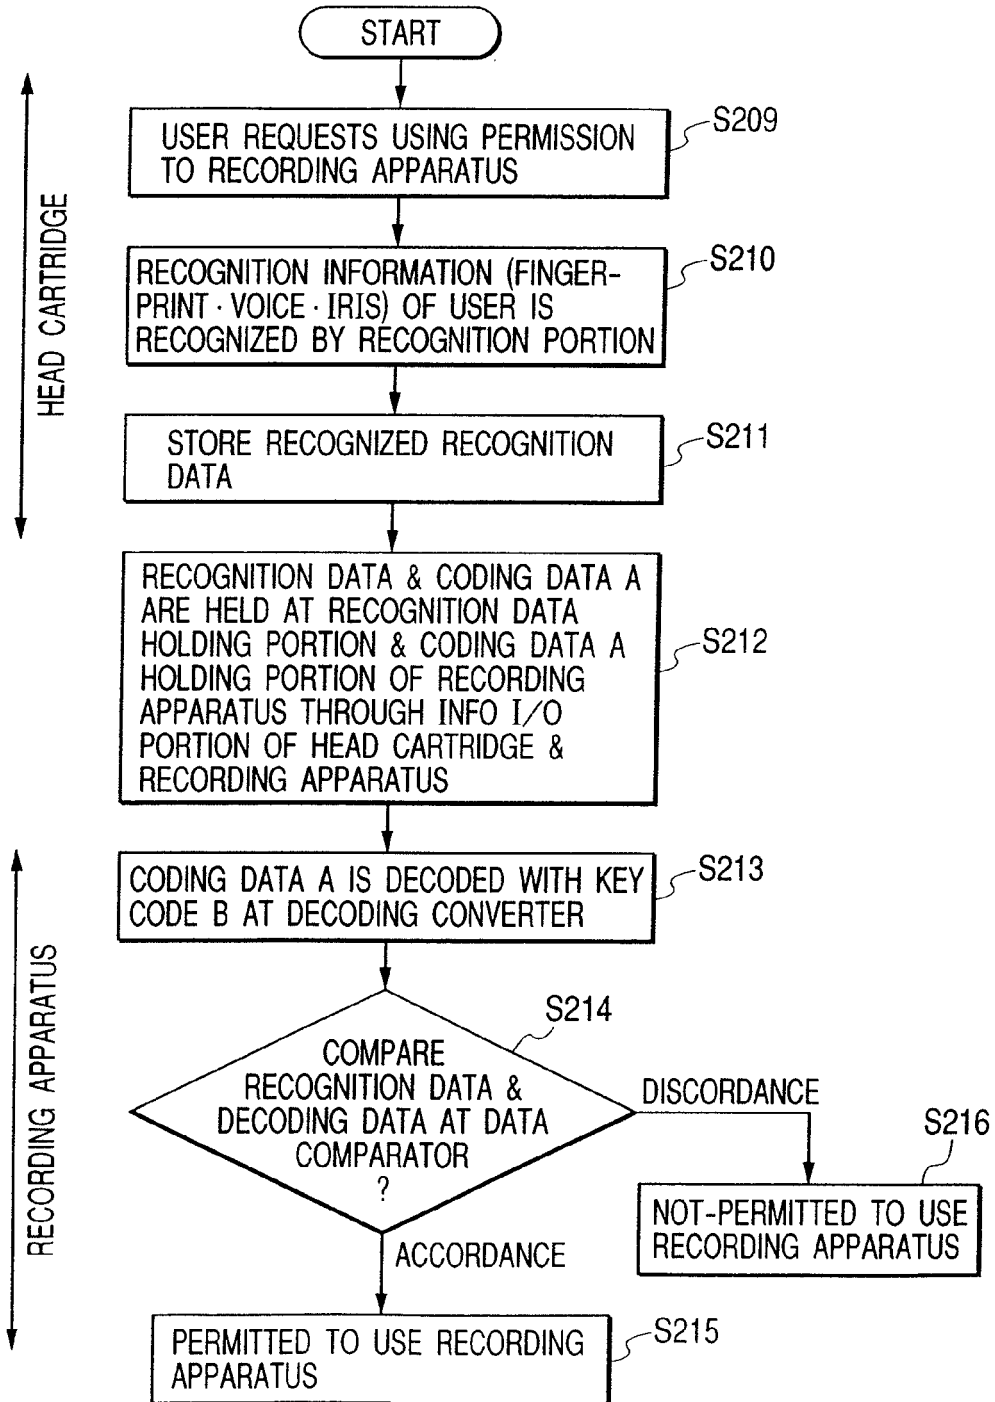 START
HEAD CARTRIDGE
USER REQUESTS USING PERMISSION
TO RECORDING APPARATUS
S209
RECOGNITION INFORMATION (FINGER-
PRINT · VOICE · IRIS) OF USER IS
RECOGNIZED BY RECOGNITION PORTION
S210
STORE RECOGNIZED RECOGNITION
DATA
S211
RECOGNITION DATA & CODING DATA A
ARE HELD AT RECOGNITION DATA
HOLDING PORTION & CODING DATA A
HOLDING PORTION OF RECORDING
APPARATUS THROUGH INFO I/O
PORTION OF HEAD CARTRIDGE &
RECORDING APPARATUS
S212
RECORDING APPARATUS
CODING DATA A IS DECODED WITH KEY
CODE B AT DECODING CONVERTER
S213
COMPARE
RECOGNITION DATA &
DECODING DATA AT DATA
COMPARATOR
?
S214
DISCORDANCE
S216
NOT-PERMITTED TO USE
RECORDING APPARATUS
ACCORDANCE
PERMITTED TO USE RECORDING
APPARATUS
S215